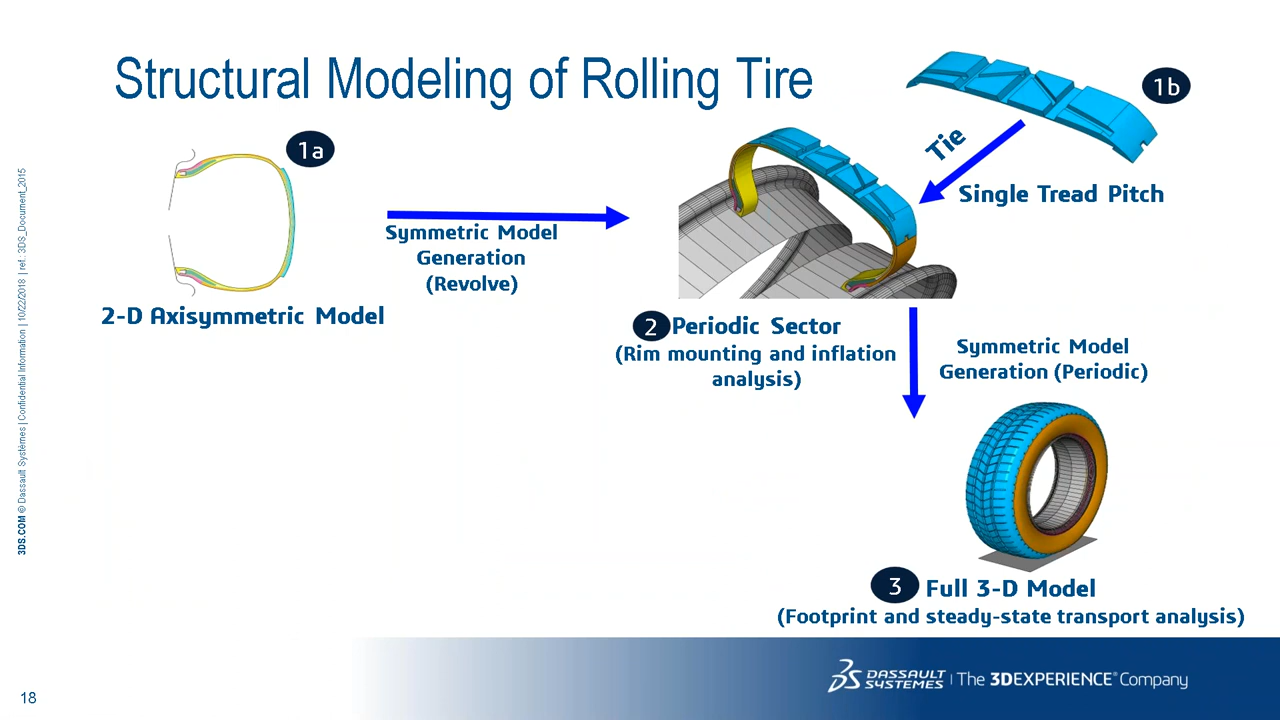 Structural Modeling of Rolling Tire
1b
1a
Tie
Single Tread Pitch
Symmetric Model
Generation
(Revolve)
2-D Axisymmetric Model
2 Periodic Sector
(Rim mounting and inflation
analysis)
Symmetric Model
Generation (Periodic)
3 Full 3-D Model
(Footprint and steady-state transport analysis)
3DS.COM © Dassault Systèmes | Confidential Information | 10/22/2018 | ref.: 3DS_Document_2015
18
DASSAULT
SYSTEMES | The 3DEXPERIENCE® Company